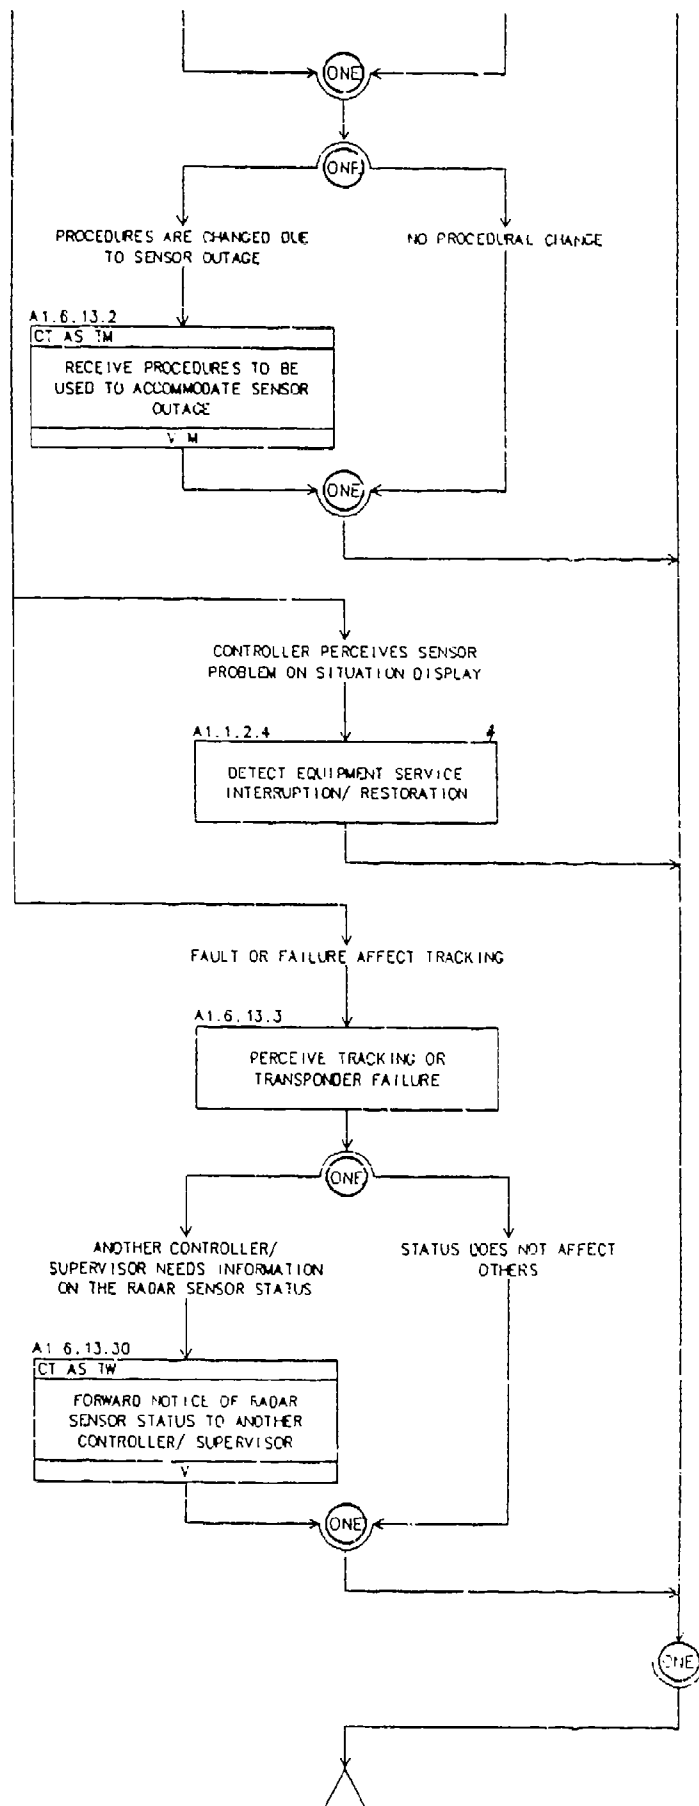 ONE
ONE
PROCEDURES ARE CHANGED DUE
TO SENSOR OUTAGE
NO PROCEDURAL CHANGE
A1.6.13.2
CT AS TM
RECEIVE PROCEDURES TO BE
USED TO ACCOMMODATE SENSOR
OUTAGE
V M
ONE
CONTROLLER PERCEIVES SENSOR
PROBLEM ON SITUATION DISPLAY
A1.1.2.4
4
DETECT EQUIPMENT SERVICE
INTERRUPTION/ RESTORATION
FAULT OR FAILURE AFFECT TRACKING
A1.6.13.3
PERCEIVE TRACKING OR
TRANSPONDER FAILURE
ONE
ANOTHER CONTROLLER/
SUPERVISOR NEEDS INFORMATION
ON THE RADAR SENSOR STATUS
STATUS DOES NOT AFFECT
OTHERS
A1 6.13.30
CT AS TW
FORWARD NOTICE OF RADAR
SENSOR STATUS TO ANOTHER
CONTROLLER/ SUPERVISOR
V
ONE
ONE